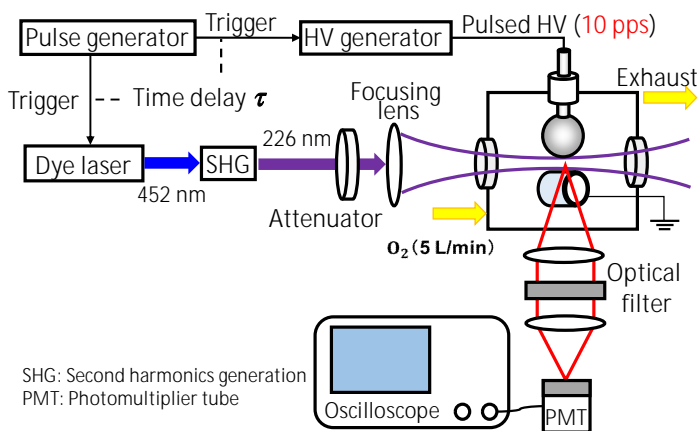 Pulse generator
Trigger
HV generator
Pulsed HV (10 pps)
Trigger
Time delay τ
Focusing
lens
Exhaust
Dye laser
452 nm
SHG
226 nm
Attenuator
O₂ (5 L/min)
Optical
filter
SHG: Second harmonics generation
PMT: Photomultiplier tube
Oscilloscope
PMT